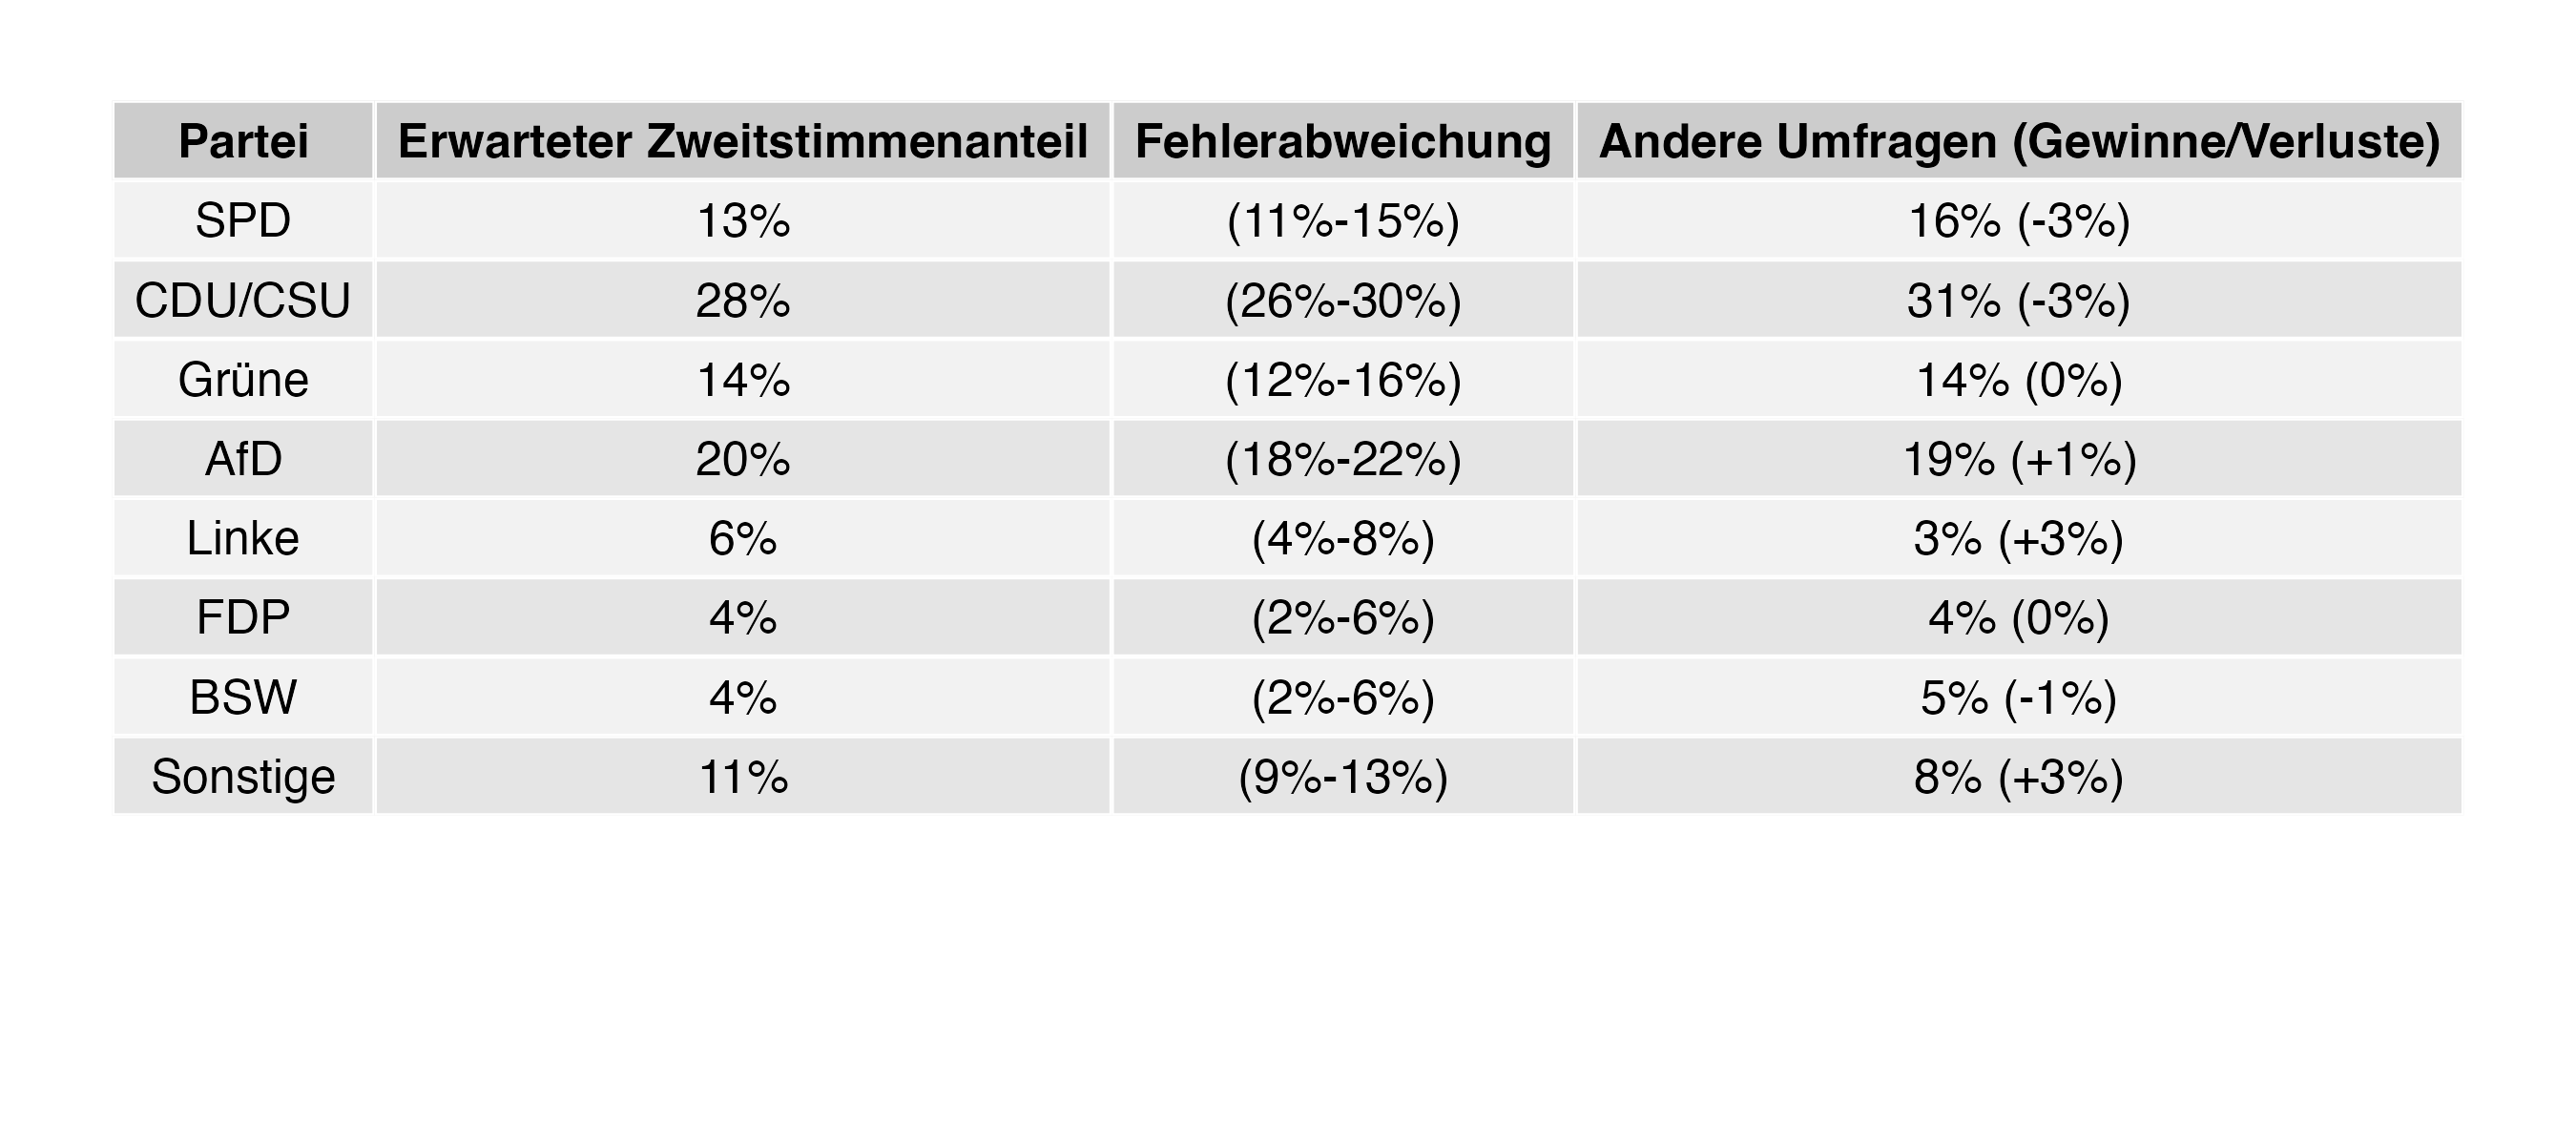 Partei Erwarteter Zweitstimmenanteil Fehlerabweichung Andere Umfragen (Gewinne/Verluste)
SPD 13% (11%-15%) 16% (-3%)
CDU/CSU 28% (26%-30%) 31% (-3%)
Grüne 14% (12%-16%) 14% (0%)
AfD 20% (18%-22%) 19% (+1%)
Linke 6% (4%-8%) 3% (+3%)
FDP 4% (2%-6%) 4% (0%)
BSW 4% (2%-6%) 5% (-1%)
Sonstige 11% (9%-13%) 8% (+3%)